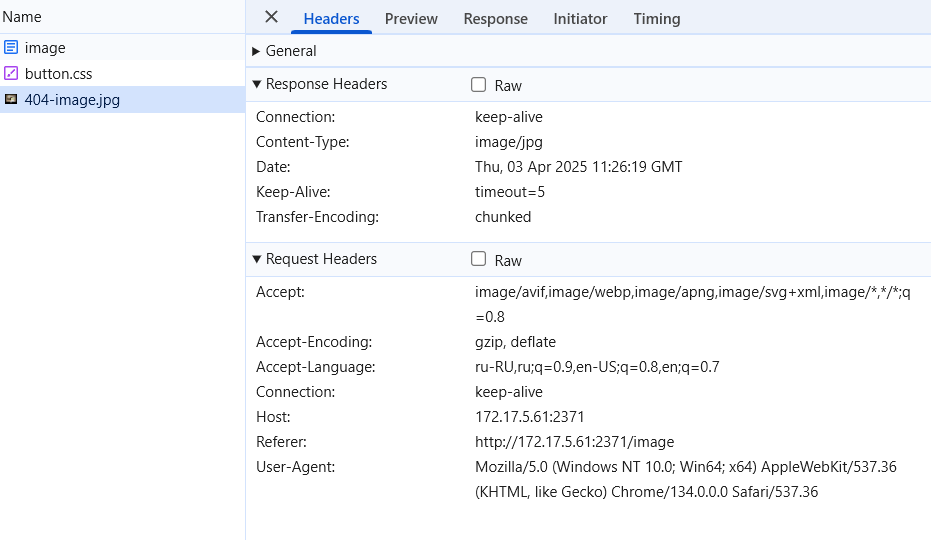 Name
image
button.css
404-image.jpg
Headers Preview Response Initiator Timing
General
Response Headers Raw
Connection: keep-alive
Content-Type: image/jpg
Date: Thu, 03 Apr 2025 11:26:19 GMT
Keep-Alive: timeout=5
Transfer-Encoding: chunked
Request Headers Raw
Accept: image/avif,image/webp,image/apng,image/svg+xml,image/*,*/*;q
=0.8
Accept-Encoding: gzip, deflate
Accept-Language: ru-RU,ru;q=0.9,en-US;q=0.8,en;q=0.7
Connection: keep-alive
Host: 172.17.5.61:2371
Referer: http://172.17.5.61:2371/image
User-Agent: Mozilla/5.0 (Windows NT 10.0; Win64; x64) AppleWebKit/537.36
(KHTML, like Gecko) Chrome/134.0.0.0 Safari/537.36